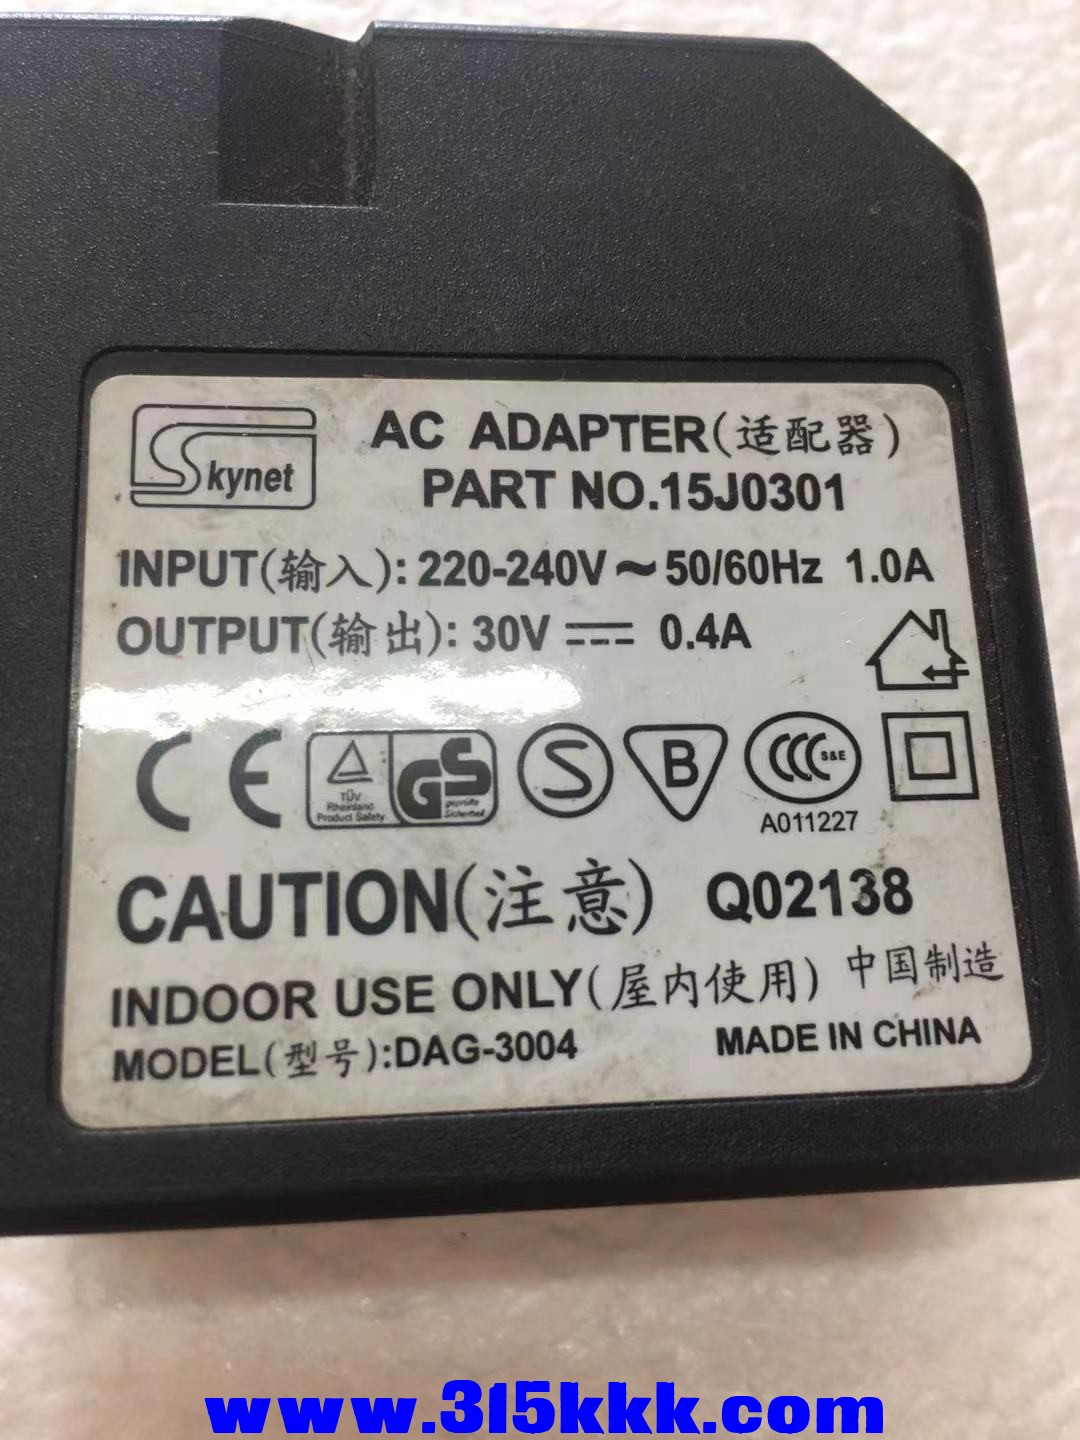 Skynet
AC ADAPTER(适配器)
PART NO.15J0301
INPUT(输入):220-240V~50/60Hz 1.0A
OUTPUT(输出):30V ⎓ 0.4A
CE
TÜV
Rheinland
Product Safety
GS
geprüfte
Sicherheit
S
B
CCC S&E
A011227
CAUTION(注意) Q02138
INDOOR USE ONLY(屋内使用) 中国制造
MODEL(型号):DAG-3004 MADE IN CHINA
www.315kkk.com